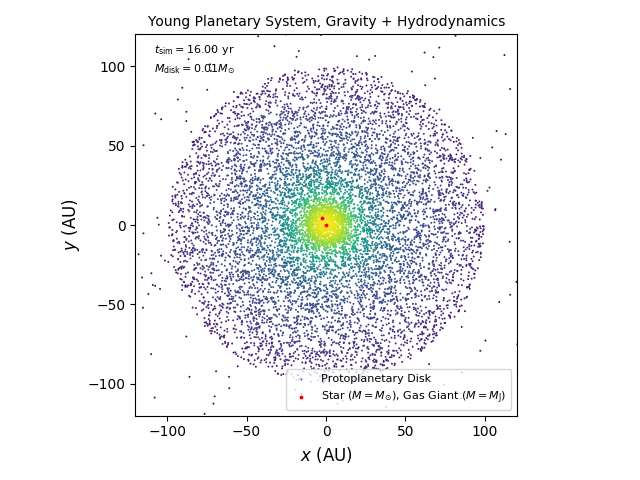 Young Planetary System, Gravity + Hydrodynamics
t_sim = 16.00 yr
M_disk = 0.01M_⊙
100
50
0
−50
−100
y (AU)
Protoplanetary Disk
Star (M = M_⊙), Gas Giant (M = M_J)
−100 −50 0 50 100
x (AU)